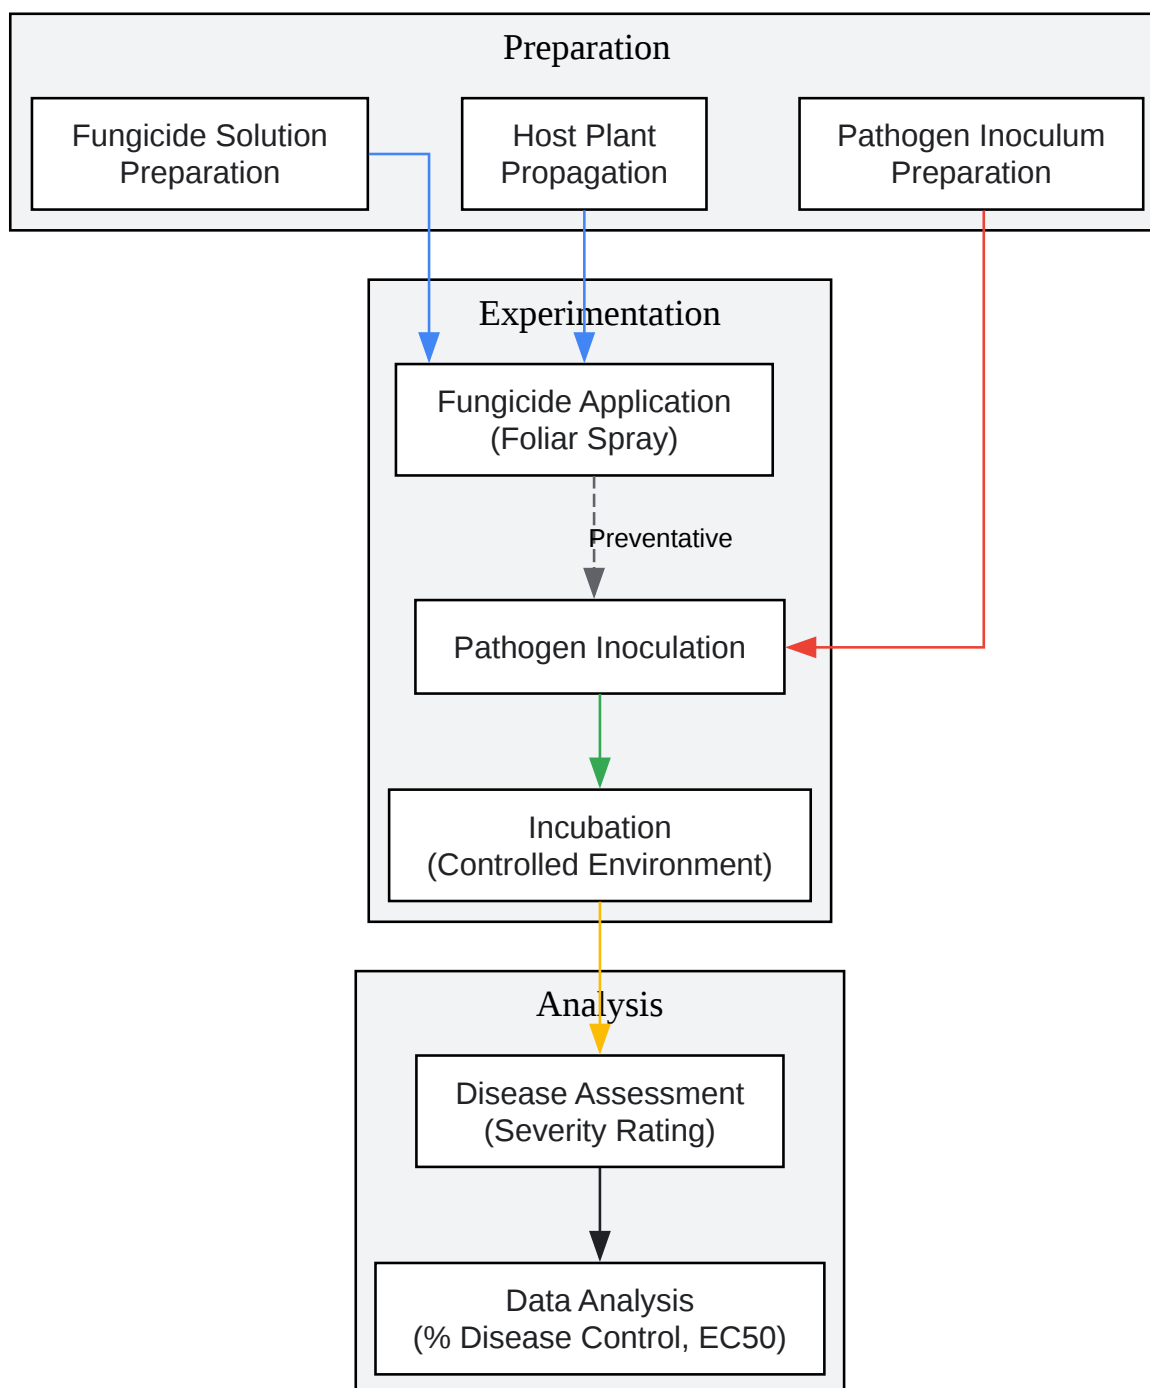 Preparation
Fungicide Solution
Preparation
Host Plant
Propagation
Pathogen Inoculum
Preparation
Experimentation
Fungicide Application
(Foliar Spray)
Preventative
Pathogen Inoculation
Incubation
(Controlled Environment)
Analysis
Disease Assessment
(Severity Rating)
Data Analysis
(% Disease Control, EC50)